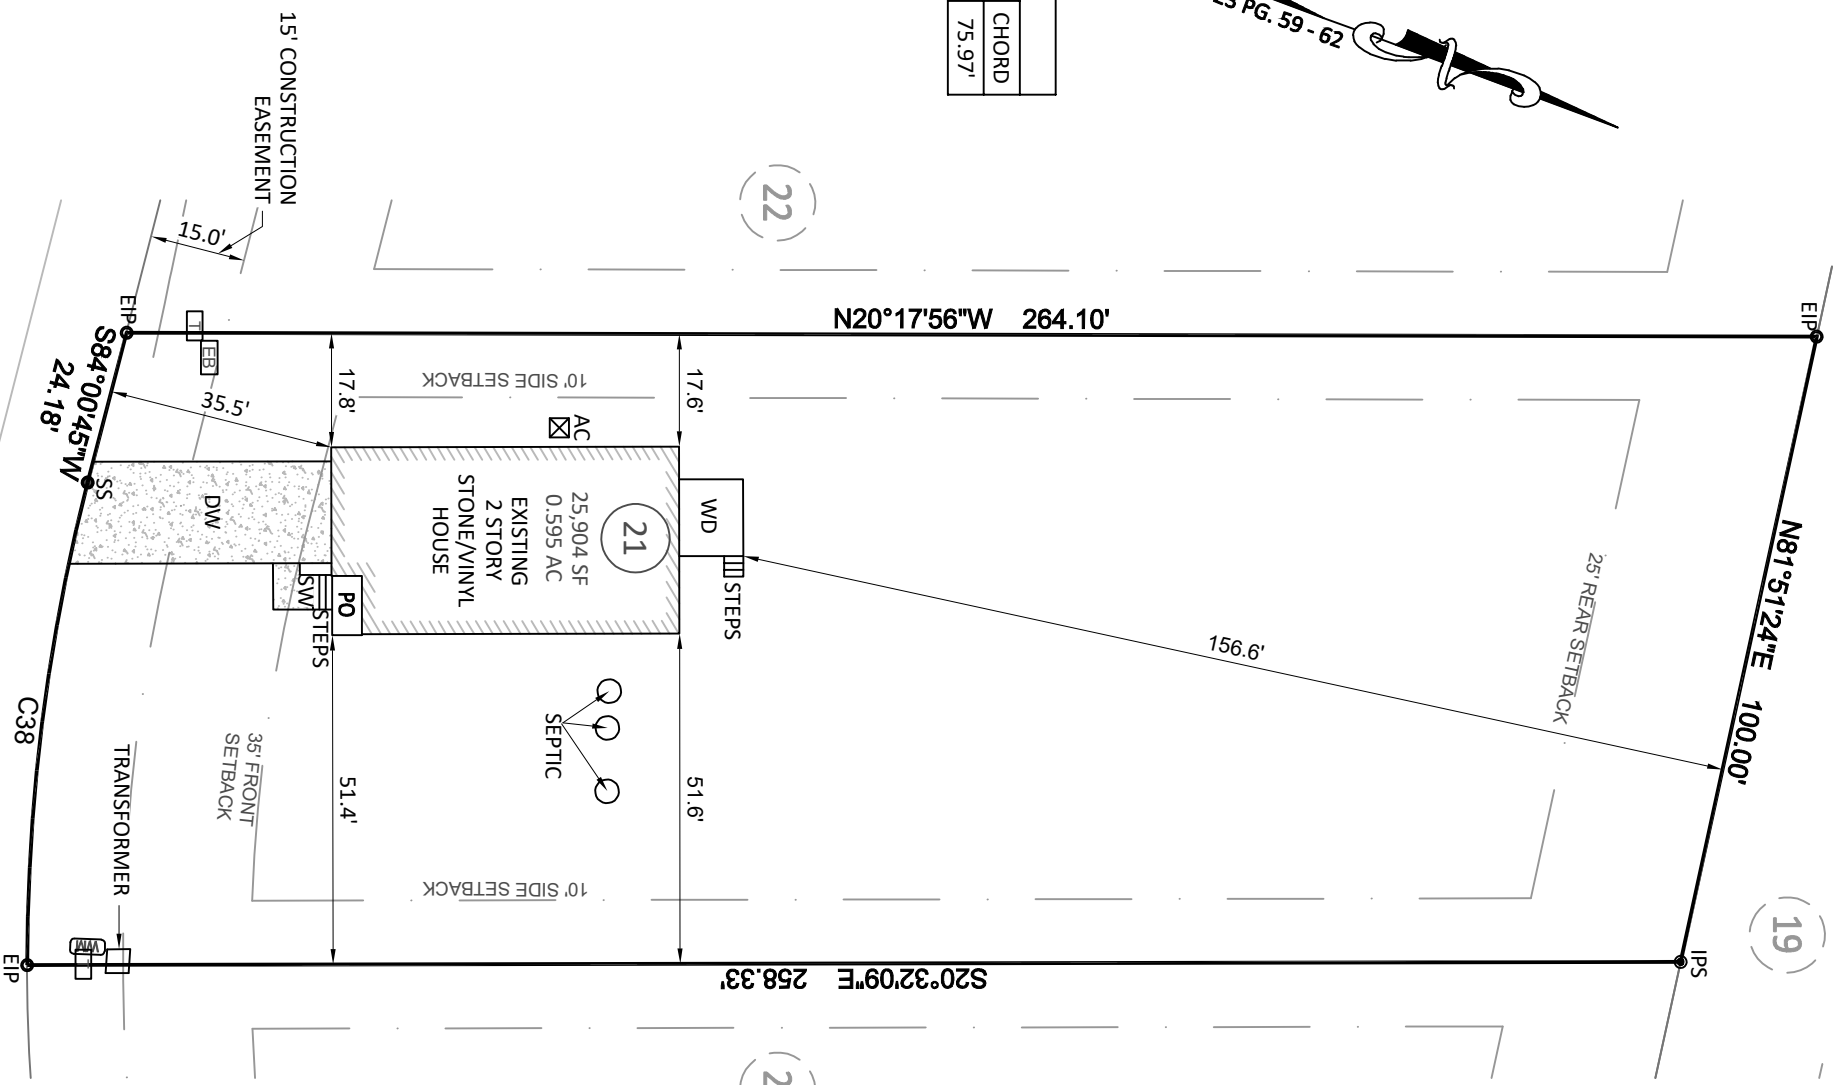 23 PG. 59 - 62
CHORD
75.97'
15' CONSTRUCTION
EASEMENT
15.0'
22
EIP
N20°17'56"W 264.10'
EIP
T
EB
S84°00'45"W
24.18'
SS
35.5'
17.8'
17.6'
10' SIDE SETBACK
AC
DW
WD
STEPS
21
25,904 SF
0.595 AC
EXISTING
2 STORY
STONE/VINYL
HOUSE
PO
SW
STEPS
156.6'
25' REAR SETBACK
N81°51'24"E 100.00'
SEPTIC
51.4'
51.6'
C38
35' FRONT
SETBACK
TRANSFORMER
10' SIDE SETBACK
WM
EIP
S20°32'09"E 258.33'
IPS
19